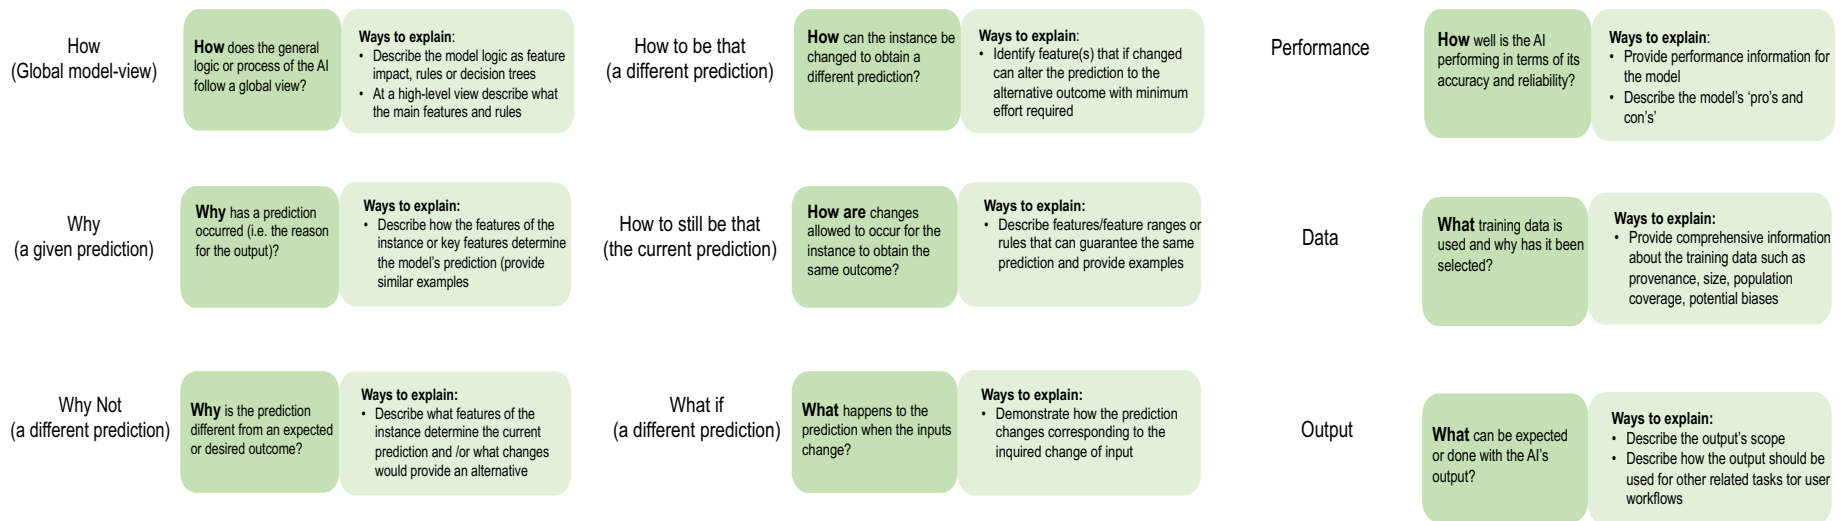 How
(Global model-view)
How does the general
logic or process of the AI
follow a global view?
Ways to explain:
• Describe the model logic as feature
impact, rules or decision trees
• At a high-level view describe what
the main features and rules
How to be that
(a different prediction)
How can the instance be
changed to obtain a
different prediction?
Ways to explain:
• Identify feature(s) that if changed
can alter the prediction to the
alternative outcome with minimum
effort required
Performance
How well is the AI
performing in terms of its
accuracy and reliability?
Ways to explain:
• Provide performance information for
the model
• Describe the model's 'pro's and
con's'
Why
(a given prediction)
Why has a prediction
occurred (i.e. the reason
for the output)?
Ways to explain:
• Describe how the features of the
instance or key features determine
the model's prediction (provide
similar examples
How to still be that
(the current prediction)
How are changes
allowed to occur for the
instance to obtain the
same outcome?
Ways to explain:
• Describe features/feature ranges or
rules that can guarantee the same
prediction and provide examples
Data
What training data is
used and why has it been
selected?
Ways to explain:
• Provide comprehensive information
about the training data such as
provenance, size, population
coverage, potential biases
Why Not
(a different prediction)
Why is the prediction
different from an expected
or desired outcome?
Ways to explain:
• Describe what features of the
instance determine the current
prediction and /or what changes
would provide an alternative
What if
(a different prediction)
What happens to the
prediction when the inputs
change?
Ways to explain:
• Demonstrate how the prediction
changes corresponding to the
inquired change of input
Output
What can be expected
or done with the AI's
output?
Ways to explain:
• Describe the output's scope
• Describe how the output should be
used for other related tasks tor user
workflows